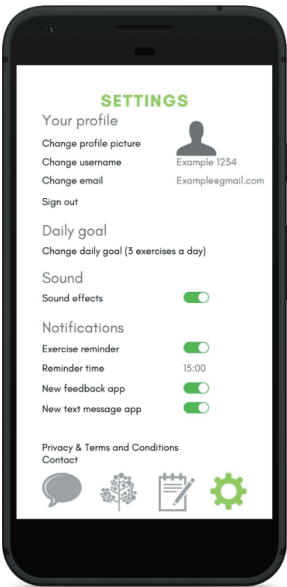 SETTINGS
Your profile
Change profile picture
Change username Example 1234
Change email Example@gmail.com
Sign out
Daily goal
Change daily goal (3 exercises a day)
Sound
Sound effects
Notifications
Exercise reminder
Reminder time 15:00
New feedback app
New text message app
Privacy & Terms and Conditions
Contact